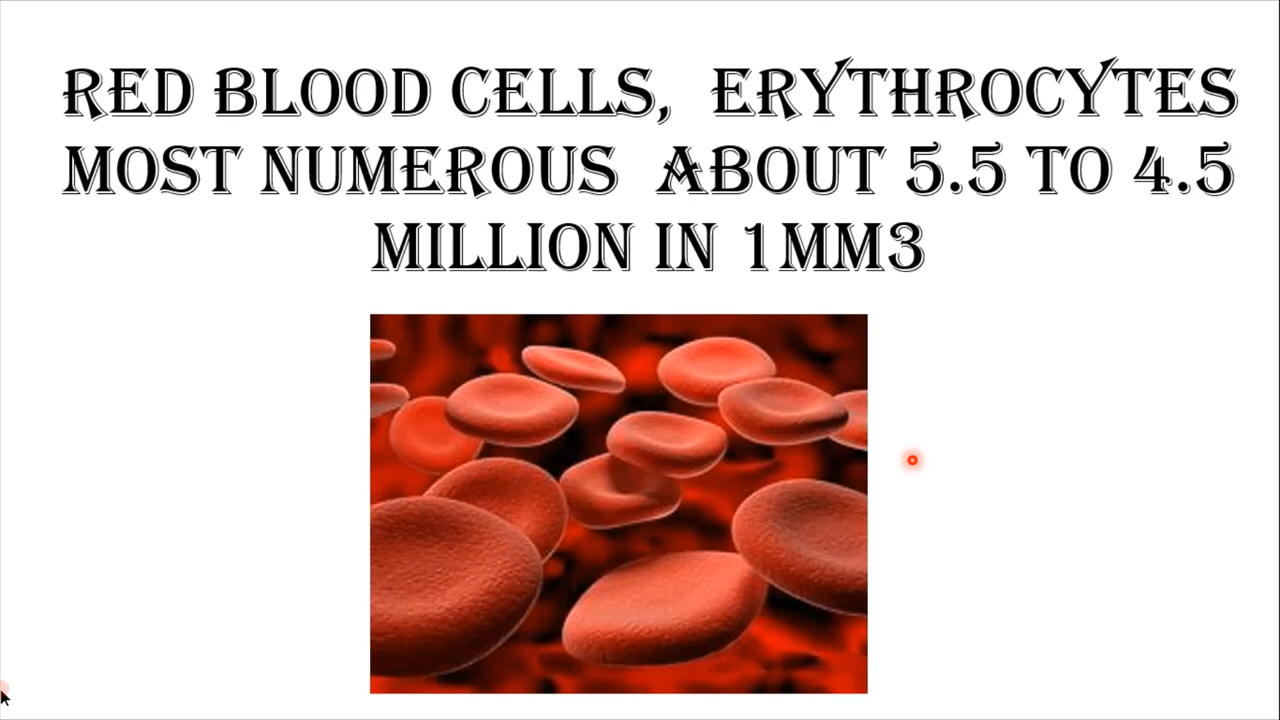 RED BLOOD CELLS, ERYTHROCYTES
MOST NUMEROUS ABOUT 5.5 TO 4.5
MILLION IN 1MM3